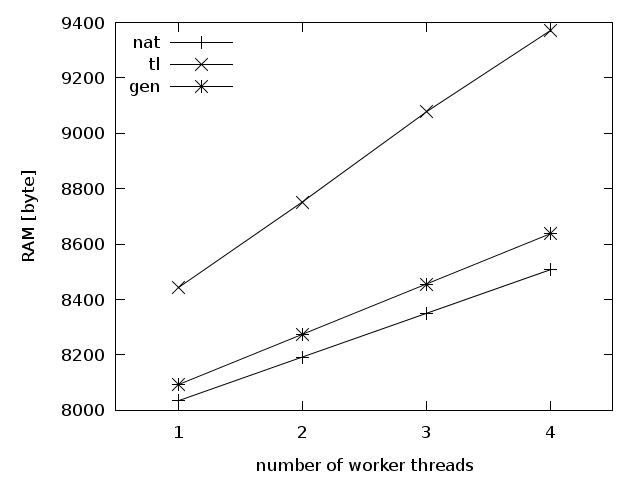 9400
9200
9000
8800
8600
8400
8200
8000
nat
tl
gen
RAM [byte]
1 2 3 4
number of worker threads